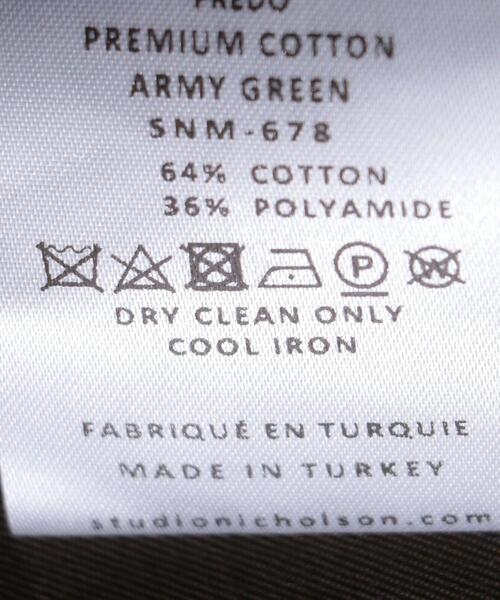 FREDO
PREMIUM COTTON
ARMY GREEN
SNM-678
64% COTTON
36% POLYAMIDE
P W
DRY CLEAN ONLY
COOL IRON
FABRIQUÉ EN TURQUIE
MADE IN TURKEY
studionicholson.com